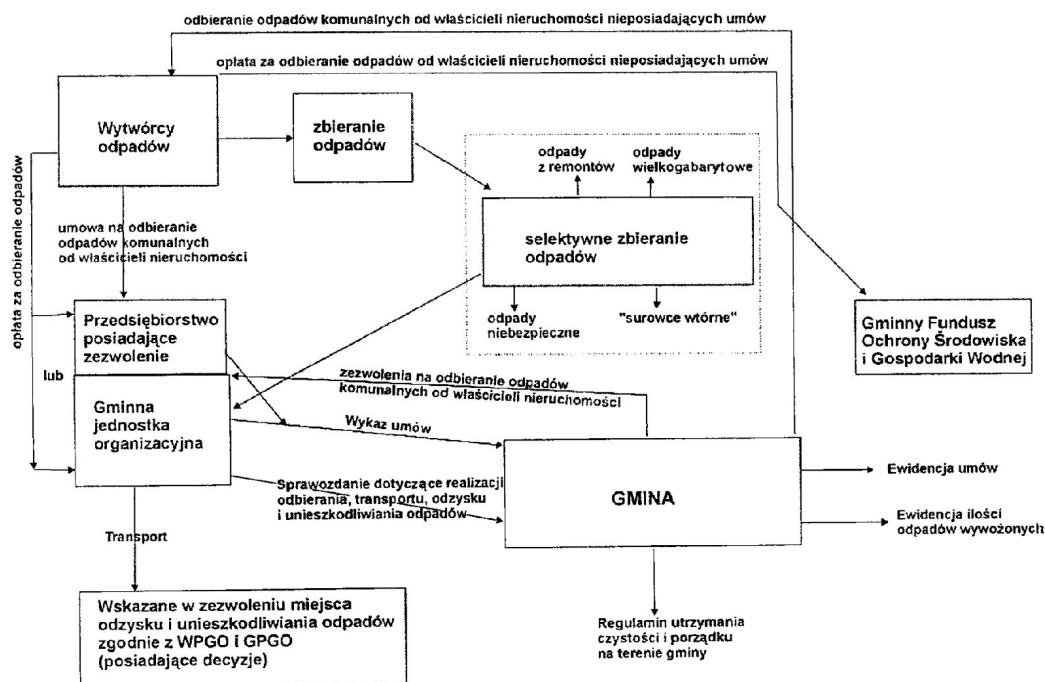 odbieranie odpadów komunalnych od właścicieli nieruchomości nieposiadających umów
opłata za odbieranie odpadów od właścicieli nieruchomości nieposiadających umów
Wytwórcy
odpadów
zbieranie
odpadów
odpady
z remontów
odpady
wielkogabarytowe
selektywne zbieranie
odpadów
odpady
niebezpieczne
"surowce wtórne"
opłata za odbieranie odpadów
umowa na odbieranie
odpadów komunalnych
od właścicieli nieruchomości
Przedsiębiorstwo
posiadające
zezwolenie
lub
Gminna
jednostka
organizacyjna
Gminny Fundusz
Ochrony Środowiska
i Gospodarki Wodnej
zezwolenia na odbieranie odpadów
komunalnych od właścicieli nieruchomości
Wykaz umów
Sprawozdanie dotyczące realizacji
odbierania, transportu, odzysku
i unieszkodliwiania odpadów
GMINA
Ewidencja umów
Ewidencja ilości
odpadów wywożonych
Transport
Wskazane w zezwoleniu miejsca
odzysku i unieszkodliwiania odpadów
zgodnie z WPGO i GPGO
(posiadające decyzje)
Regulamin utrzymania
czystości i porządku
na terenie gminy